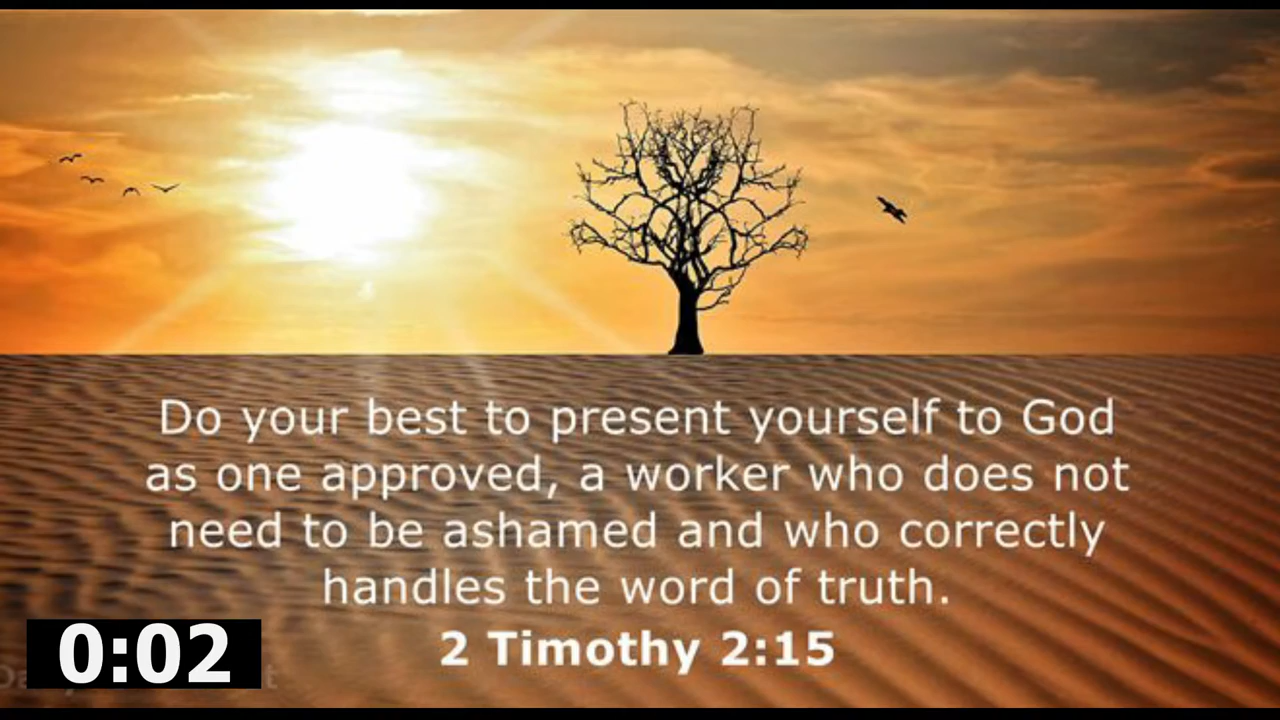 Do your best to present yourself to God
as one approved, a worker who does not
need to be ashamed and who correctly
handles the word of truth.
2 Timothy 2:15
0:02